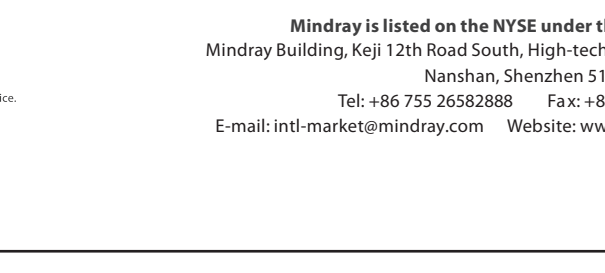 Mindray is listed on the NYSE under
Mindray Building, Keji 12th Road South, High-tech
Nanshan, Shenzhen 51
ice.
Tel: +86 755 26582888 Fax: +8
E-mail: intl-market@mindray.com Website: ww